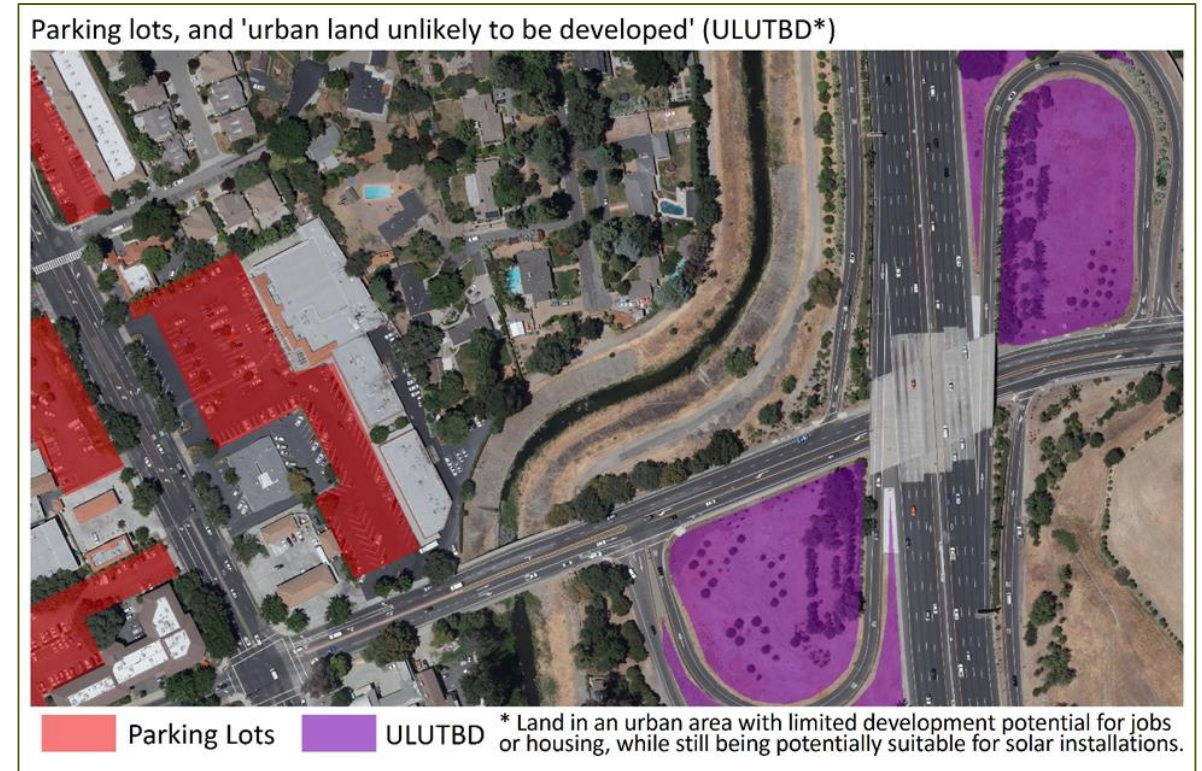 Parking lots, and 'urban land unlikely to be developed' (ULUTBD*)
Parking Lots
ULUTBD
* Land in an urban area with limited development potential for jobs
or housing, while still being potentially suitable for solar installations.